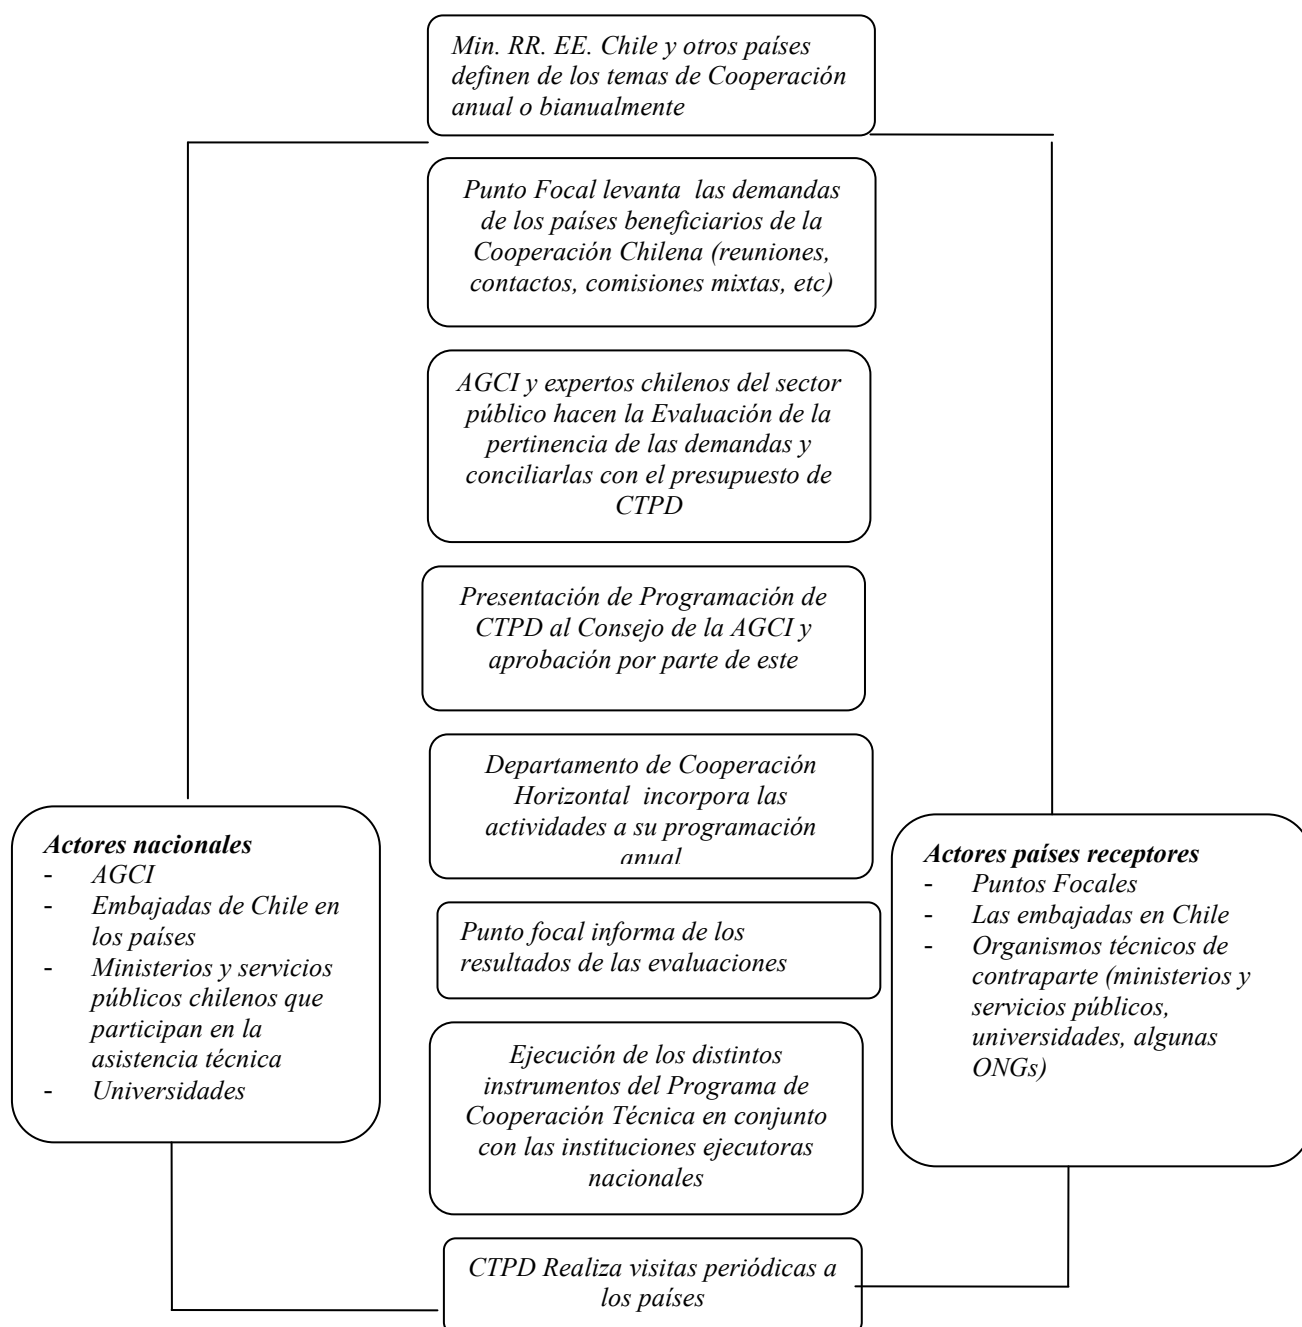 Min. RR. EE. Chile y otros países
definen de los temas de Cooperación
anual o bianualmente
Punto Focal levanta las demandas
de los países beneficiarios de la
Cooperación Chilena (reuniones,
contactos, comisiones mixtas, etc)
AGCI y expertos chilenos del sector
público hacen la Evaluación de la
pertinencia de las demandas y
conciliarlas con el presupuesto de
CTPD
Presentación de Programación de
CTPD al Consejo de la AGCI y
aprobación por parte de este
Departamento de Cooperación
Horizontal incorpora las
actividades a su programación
anual
Actores nacionales
- AGCI
- Embajadas de Chile en
los países
- Ministerios y servicios
públicos chilenos que
participan en la
asistencia técnica
- Universidades
Actores países receptores
- Puntos Focales
- Las embajadas en Chile
- Organismos técnicos de
contraparte (ministerios y
servicios públicos,
universidades, algunas
ONGs)
Punto focal informa de los
resultados de las evaluaciones
Ejecución de los distintos
instrumentos del Programa de
Cooperación Técnica en conjunto
con las instituciones ejecutoras
nacionales
CTPD Realiza visitas periódicas a
los países